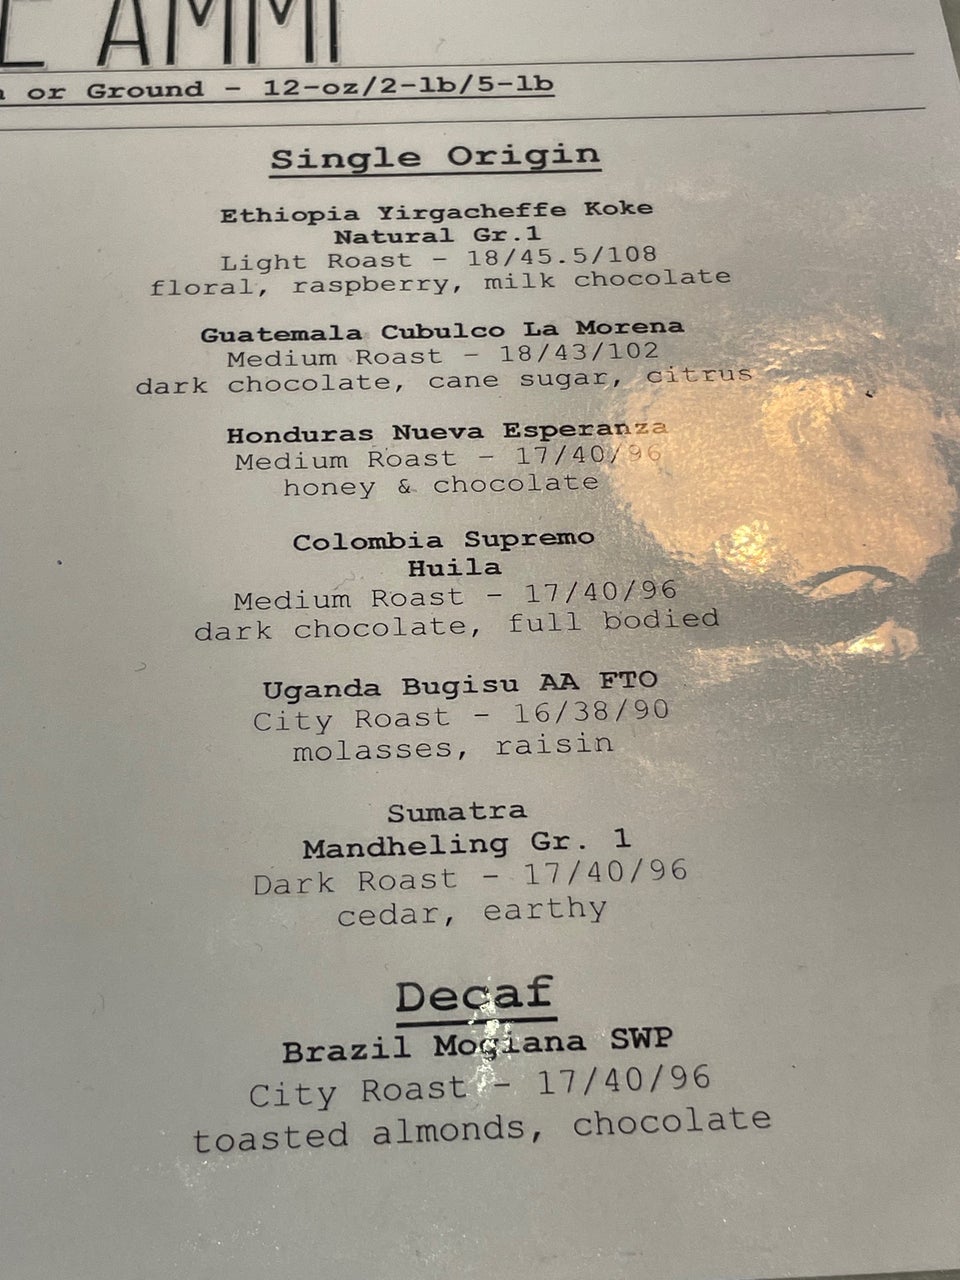 AMMI
or Ground - 12-oz/2-lb/5-lb
Single Origin
Ethiopia Yirgacheffe Koke
Natural Gr.1
Light Roast - 18/45.5/108
floral, raspberry, milk chocolate
Guatemala Cubulco La Morena
Medium Roast - 18/43/102
dark chocolate, cane sugar, citrus
Honduras Nueva Esperanza
Medium Roast - 17/40/96
honey & chocolate
Colombia Supremo
Huila
Medium Roast - 17/40/96
dark chocolate, full bodied
Uganda Bugisu AA FTO
City Roast - 16/38/90
molasses, raisin
Sumatra
Mandheling Gr. 1
Dark Roast - 17/40/96
cedar, earthy
Decaf
Brazil Mogiana SWP
City Roast - 17/40/96
toasted almonds, chocolate